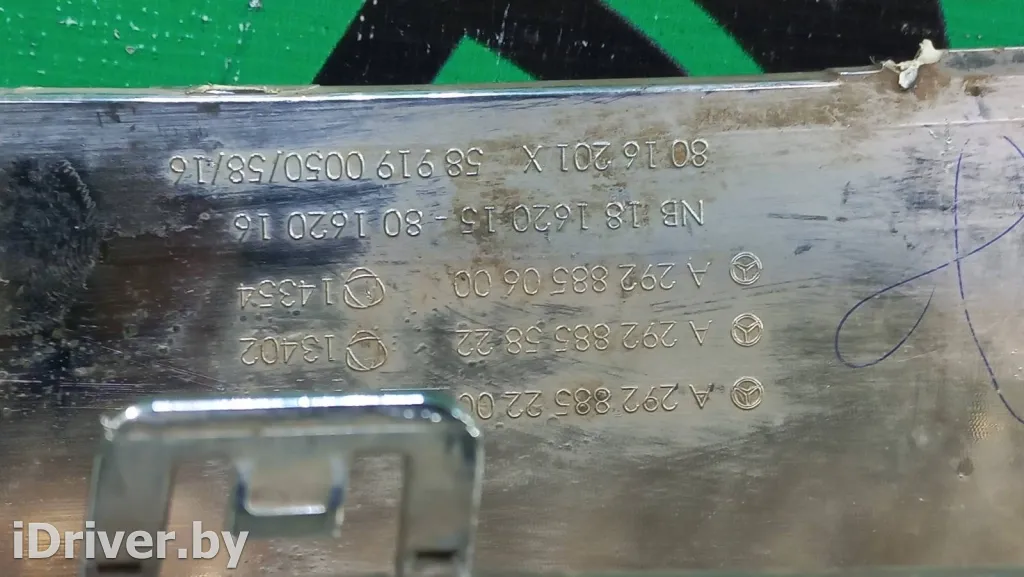 A 292 885 22 00
A 292 885 58 22 13402
A 292 885 06 00 14354
NB 18 1620 15 - 80 1620 16
80 16 201 X 58 919 0050/58/16
iDriver.by